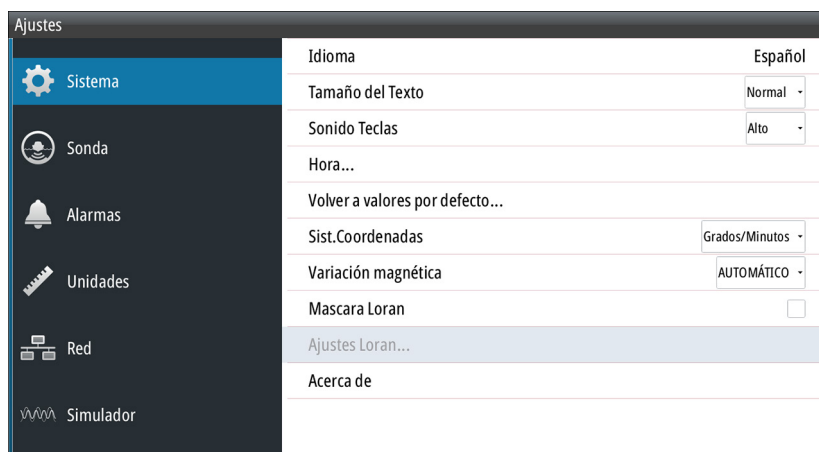 Ajustes
Sistema
Sonda
Alarmas
Unidades
Red
Simulador
Idioma Español
Tamaño del Texto Normal
Sonido Teclas Alto
Hora...
Volver a valores por defecto...
Sist.Coordenadas Grados/Minutos
Variación magnética AUTOMÁTICO
Mascara Loran
Ajustes Loran...
Acerca de